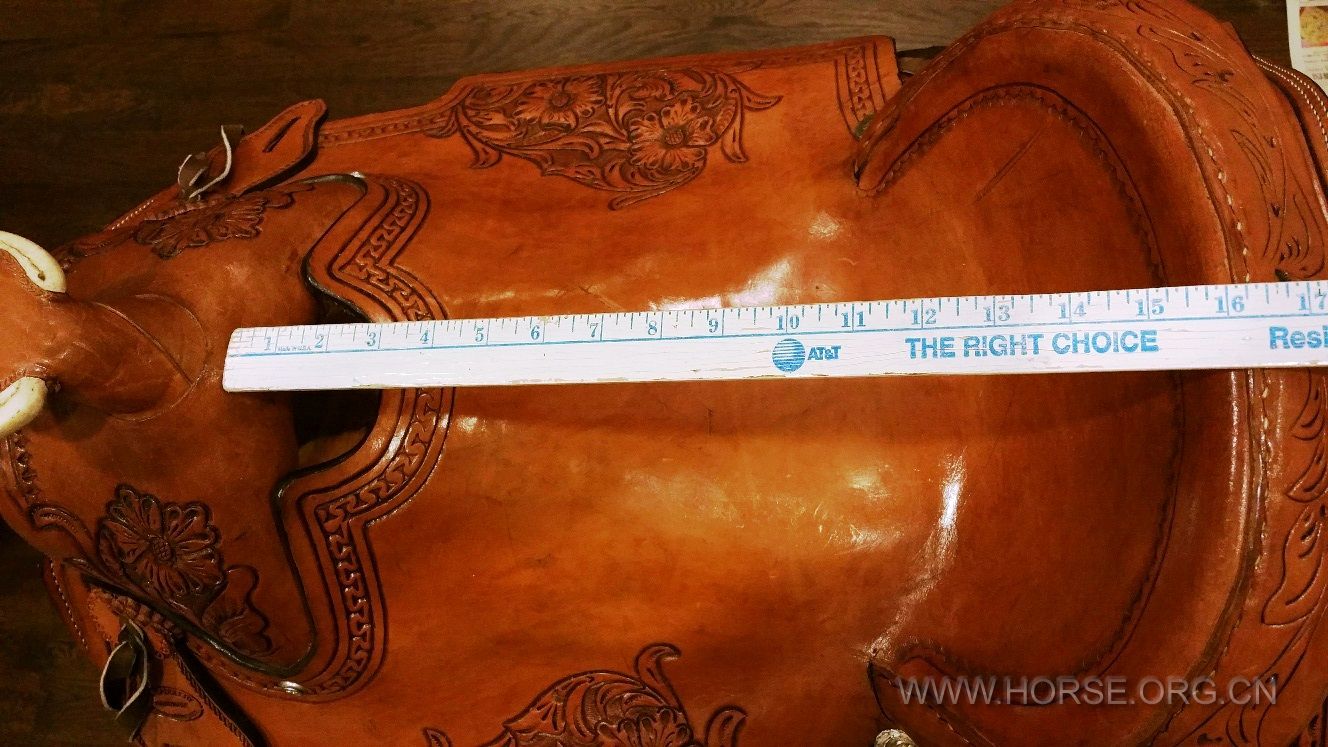 1 2 3 4 5 6 7 8 9 10 11 12 13 14 15 16 17
AT&T THE RIGHT CHOICE Resi
WWW.HORSE.ORG.CN